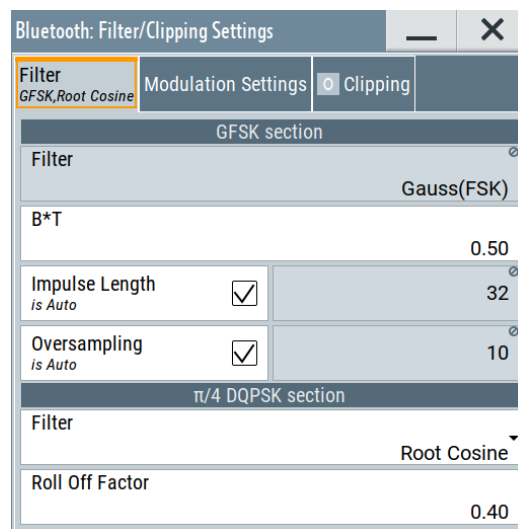 Bluetooth: Filter/Clipping Settings
Filter
GFSK,Root Cosine
Modulation Settings
O Clipping
GFSK section
Filter
Gauss(FSK)
B*T
0.50
Impulse Length
is Auto
32
Oversampling
is Auto
10
π/4 DQPSK section
Filter
Root Cosine
Roll Off Factor
0.40